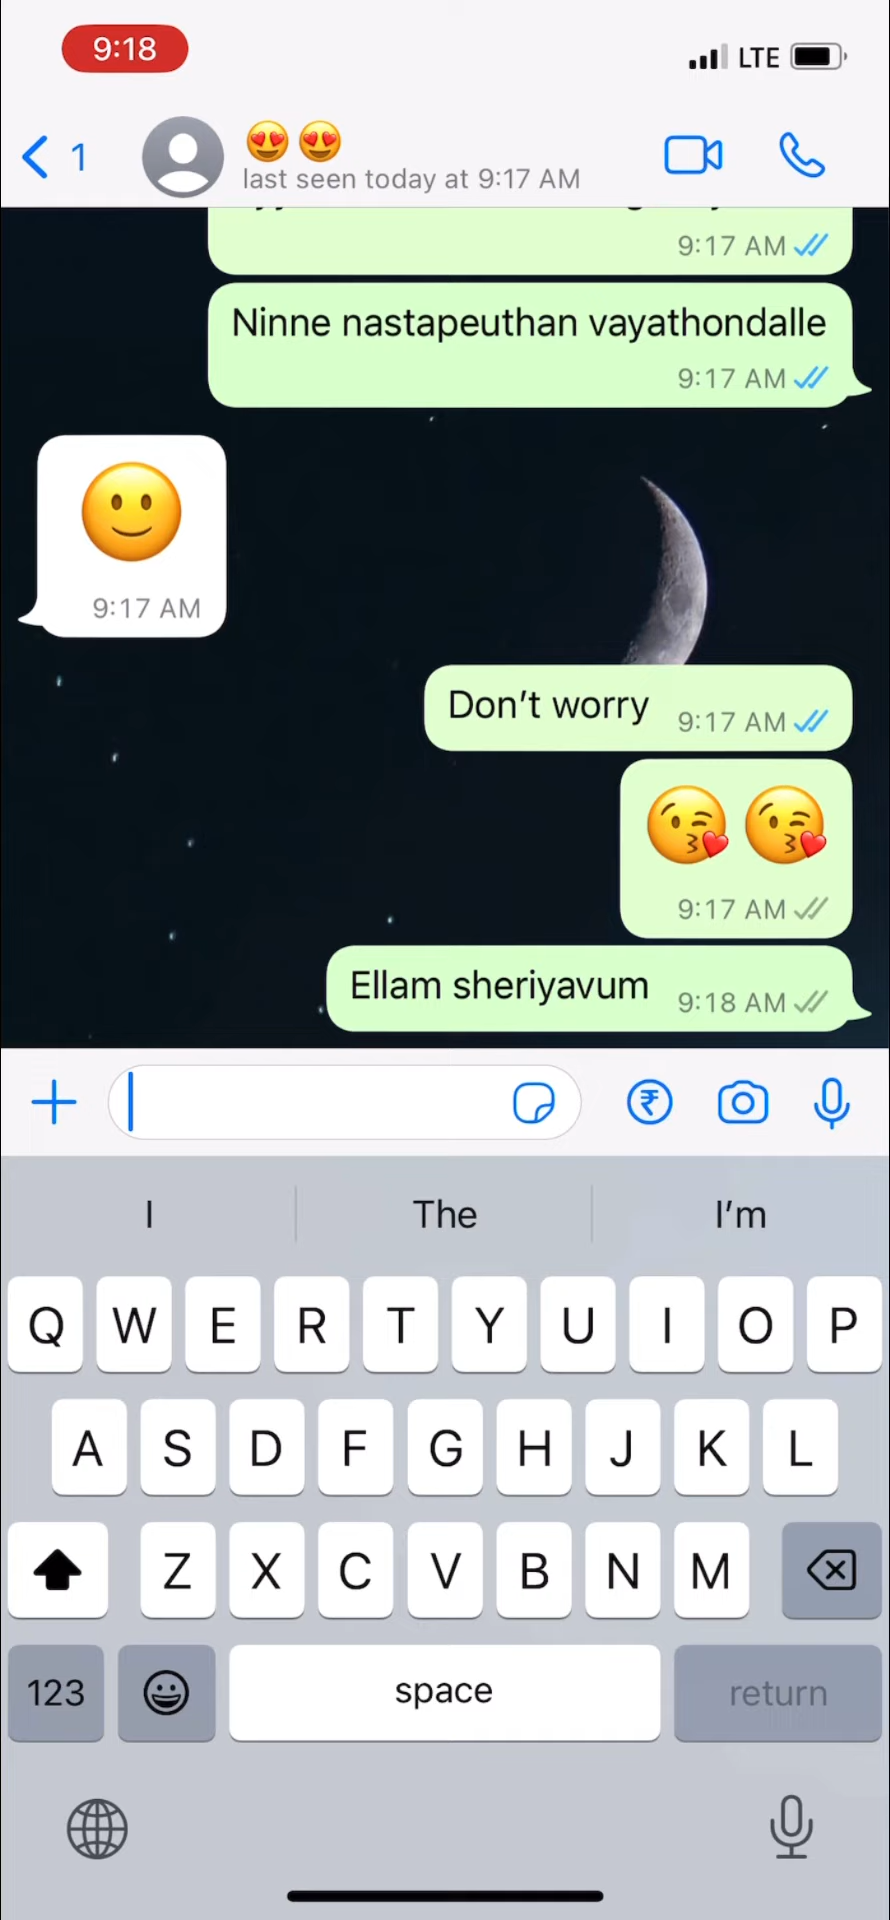 9:18
LTE
1
😍 😍
last seen today at 9:17 AM
9:17 AM
Ninne nastapeuthan vayathondalle
9:17 AM
🙂
9:17 AM
Don't worry 9:17 AM
😘 😘
9:17 AM
Ellam sheriyavum 9:18 AM
I The I'm
Q W E R T Y U I O P
A S D F G H J K L
Z X C V B N M
123 space return